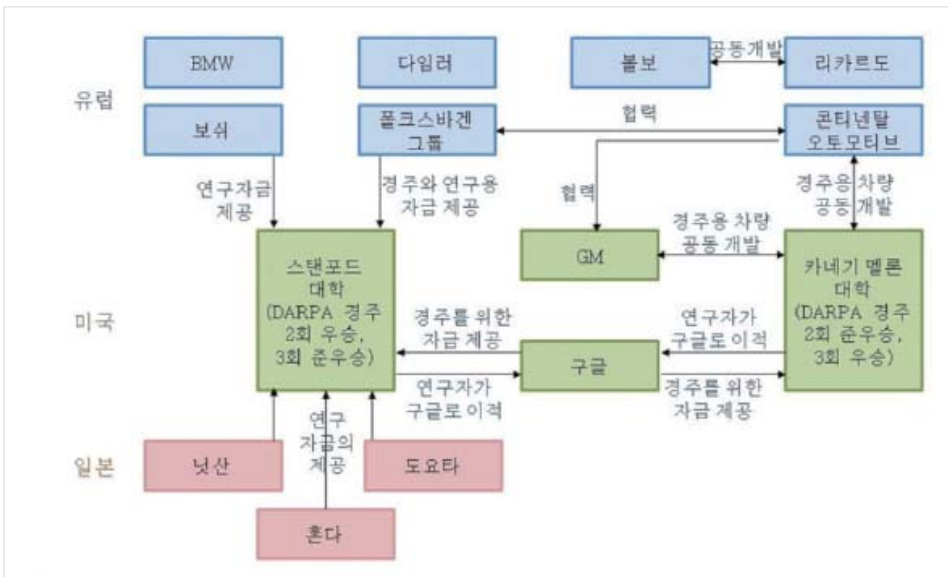 BMW
다임러
볼보
공동개발
리카르도
유럽
보쉬
폴크스바겐
그룹
협력
콘티넨탈
오토모티브
연구자금
제공
경주와 연구용
자금 제공
협력
경주용 차량
공동 개발
경주용 차량
공동 개발
스탠포드
대학
(DARPA 경주
2회 우승,
3회 준우승)
GM
카네기 멜론
대학
(DARPA 경주
2회 준우승,
3회 우승)
미국
경주를 위한
자금 제공
연구자가
구글로 이적
구글
연구자가
구글로 이적
경주를 위한
자금 제공
연구
자금의
제공
일본
닛산
도요타
혼다